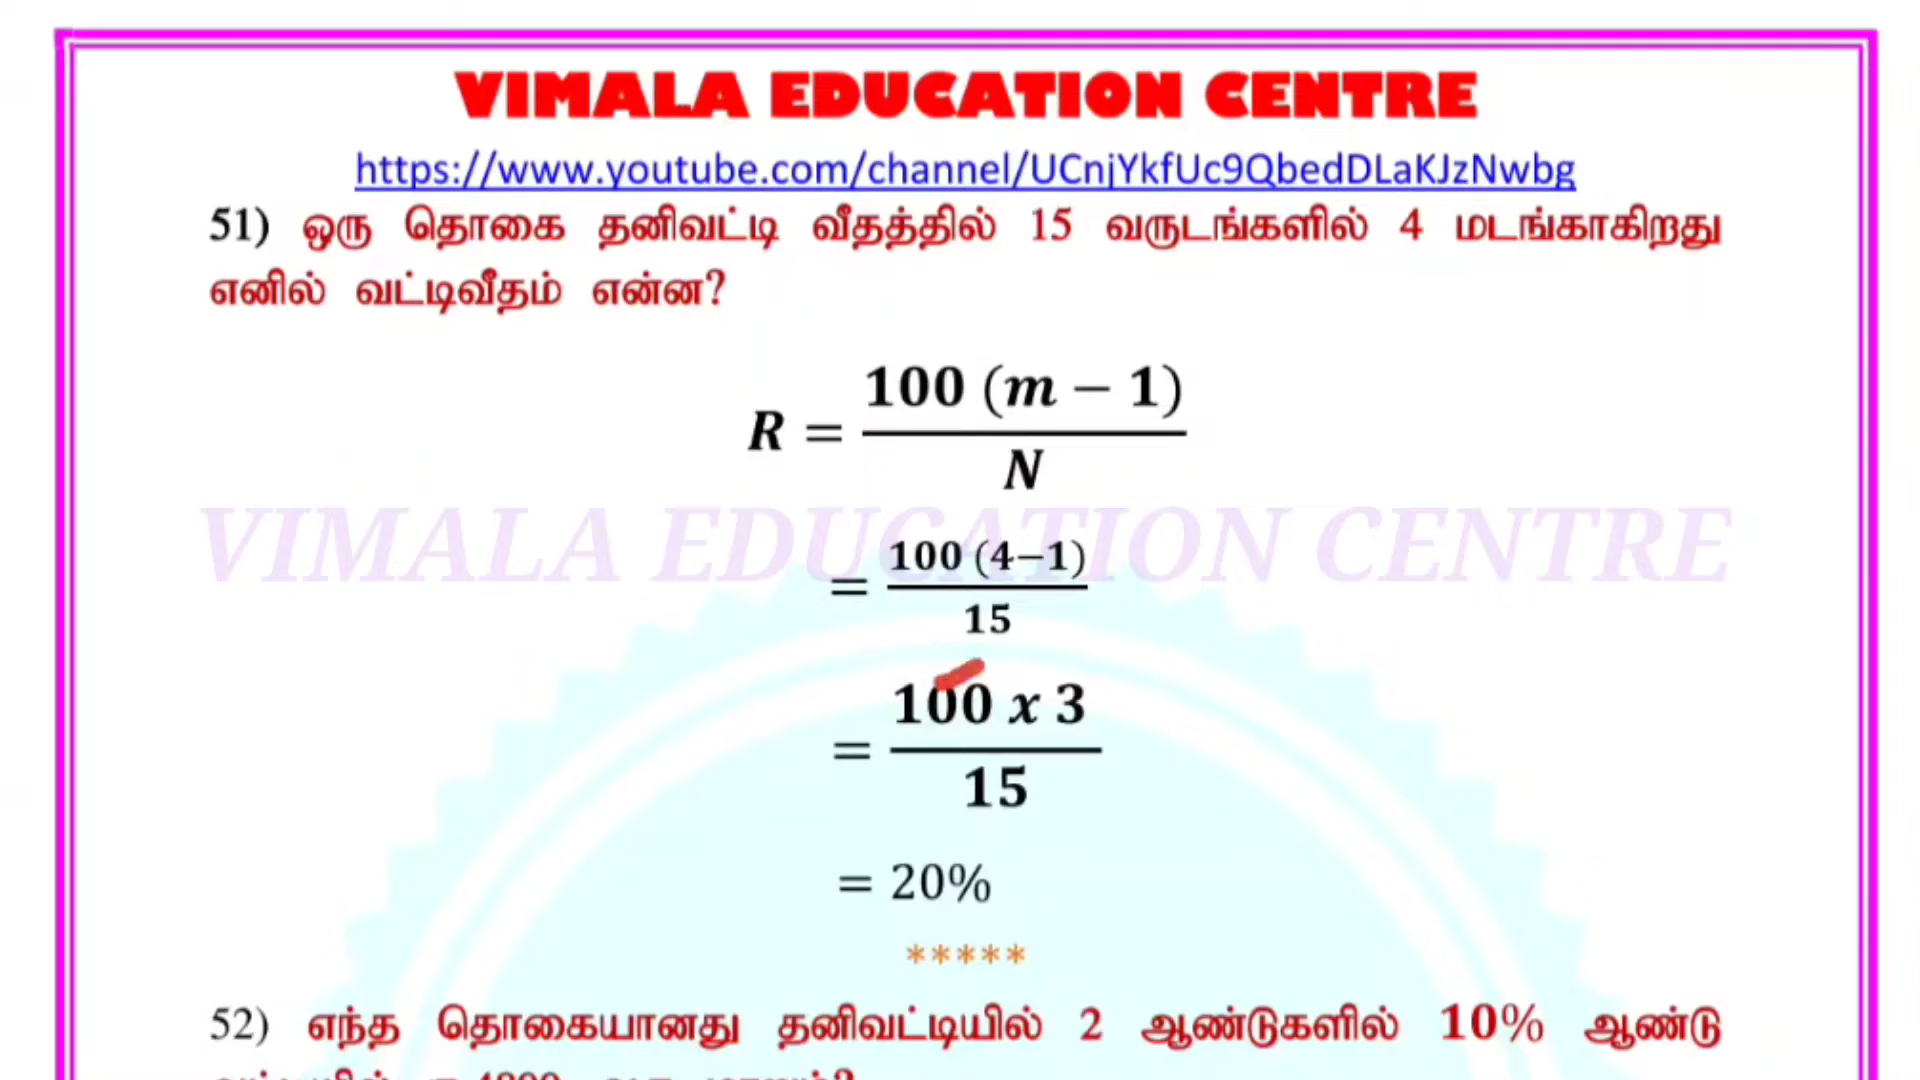 VIMALA EDUCATION CENTRE
https://www.youtube.com/channel/UCnjYkfUc9QbedDLaKJzNwbg
51) ஒரு தொகை தனிவட்டி வீதத்தில் 15 வருடங்களில் 4 மடங்காகிறது
எனில் வட்டிவீதம் என்ன?
R = 100 (m − 1) / N
VIMALA EDUCATION CENTRE
= 100 (4−1) / 15
= 100 x 3 / 15
= 20%
*****
52) எந்த தொகையானது தனிவட்டியில் 2 ஆண்டுகளில் 10% ஆண்டு